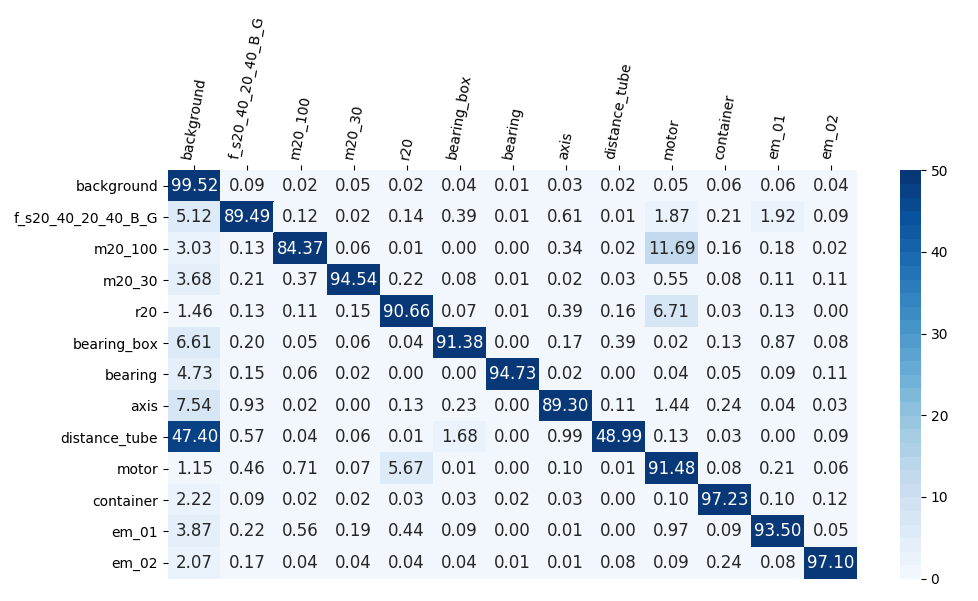 background f_s20_40_20_40_B_G m20_100 m20_30 r20 bearing_box bearing axis distance_tube motor container em_01 em_02
background 99.52 0.09 0.02 0.05 0.02 0.04 0.01 0.03 0.02 0.05 0.06 0.06 0.04 50
f_s20_40_20_40_B_G 5.12 89.49 0.12 0.02 0.14 0.39 0.01 0.61 0.01 1.87 0.21 1.92 0.09
m20_100 3.03 0.13 84.37 0.06 0.01 0.00 0.00 0.34 0.02 11.69 0.16 0.18 0.02 40
m20_30 3.68 0.21 0.37 94.54 0.22 0.08 0.01 0.02 0.03 0.55 0.08 0.11 0.11
r20 1.46 0.13 0.11 0.15 90.66 0.07 0.01 0.39 0.16 6.71 0.03 0.13 0.00
bearing_box 6.61 0.20 0.05 0.06 0.04 91.38 0.00 0.17 0.39 0.02 0.13 0.87 0.08 30
bearing 4.73 0.15 0.06 0.02 0.00 0.00 94.73 0.02 0.00 0.04 0.05 0.09 0.11
axis 7.54 0.93 0.02 0.00 0.13 0.23 0.00 89.30 0.11 1.44 0.24 0.04 0.03 20
distance_tube 47.40 0.57 0.04 0.06 0.01 1.68 0.00 0.99 48.99 0.13 0.03 0.00 0.09
motor 1.15 0.46 0.71 0.07 5.67 0.01 0.00 0.10 0.01 91.48 0.08 0.21 0.06
container 2.22 0.09 0.02 0.02 0.03 0.03 0.02 0.03 0.00 0.10 97.23 0.10 0.12 10
em_01 3.87 0.22 0.56 0.19 0.44 0.09 0.00 0.01 0.00 0.97 0.09 93.50 0.05
em_02 2.07 0.17 0.04 0.04 0.04 0.04 0.01 0.01 0.08 0.09 0.24 0.08 97.10 0